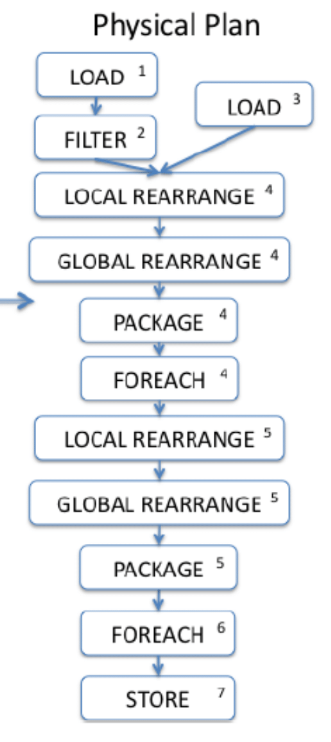 Physical Plan
LOAD 1
LOAD 3
FILTER 2
LOCAL REARRANGE 4
GLOBAL REARRANGE 4
PACKAGE 4
FOREACH 4
LOCAL REARRANGE 5
GLOBAL REARRANGE 5
PACKAGE 5
FOREACH 6
STORE 7